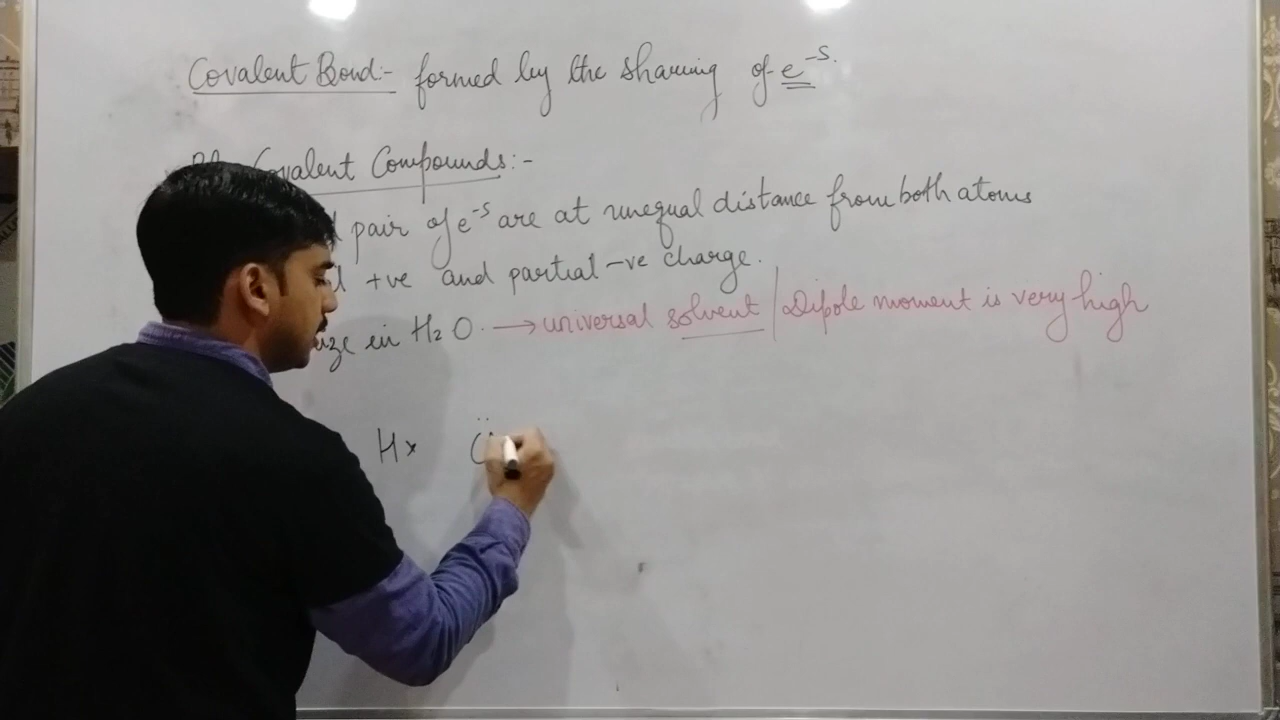 Covalent Bond:- formed by the sharing of e⁻s.
Covalent Compounds:-
pair of e⁻s are at unequal distance from both atoms
+ve and partial -ve charge.
in H₂O. → universal solvent | Dipole moment is very high
Hx